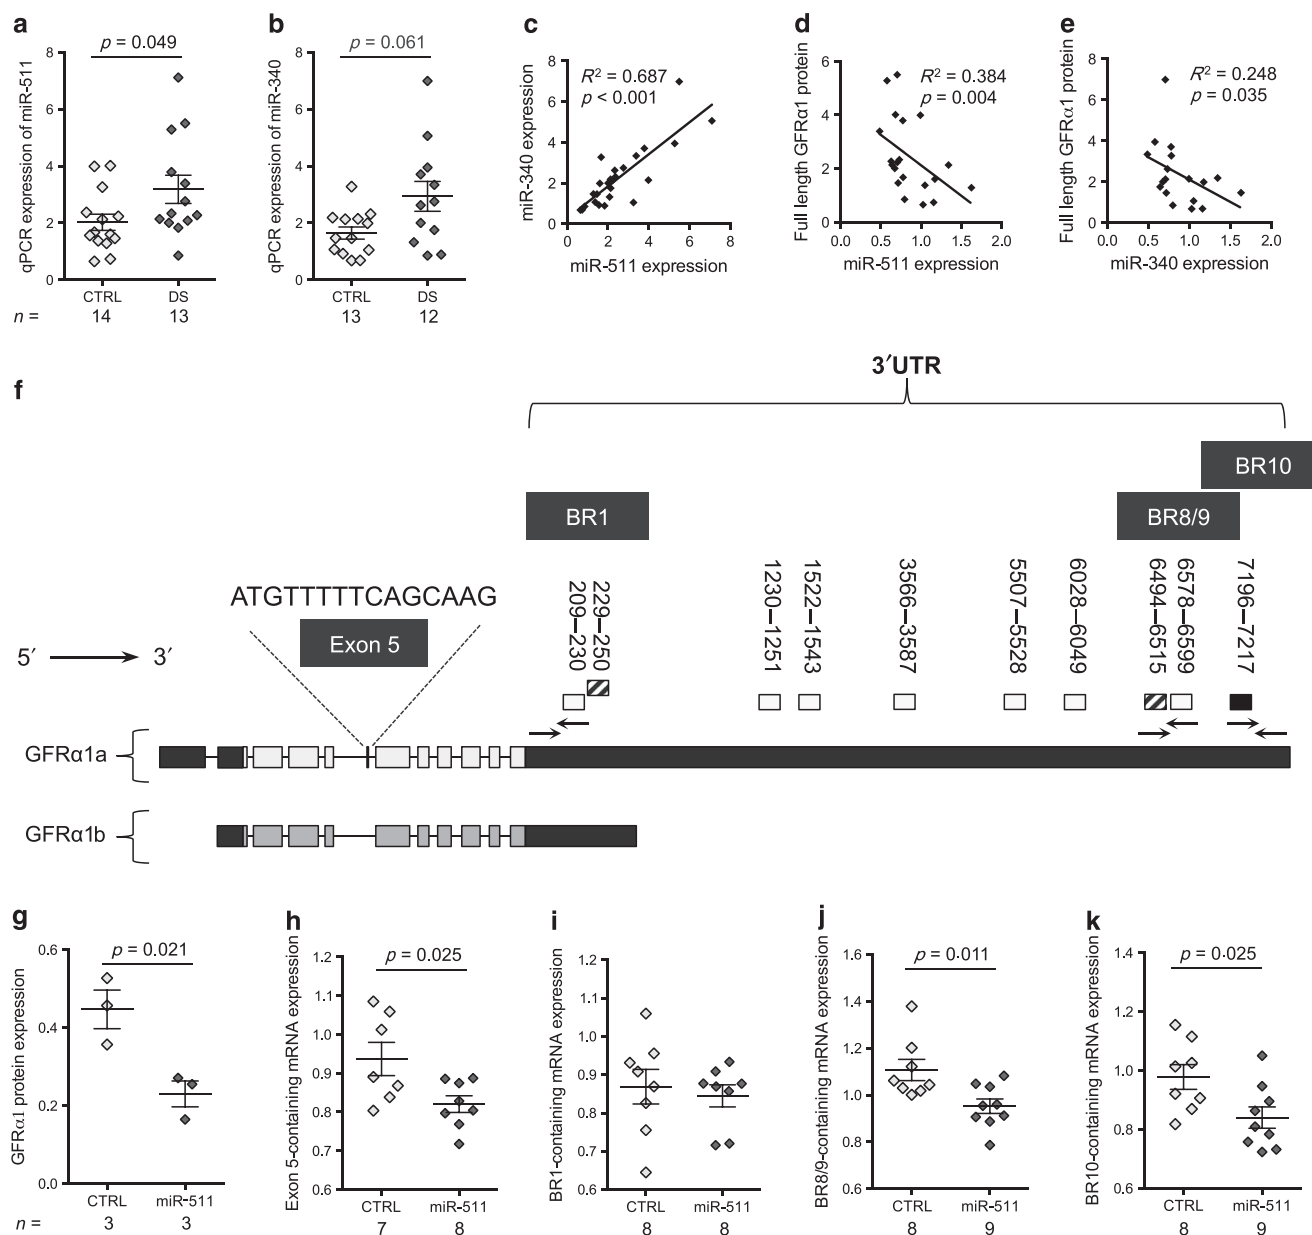 a
p = 0.049
qPCR expression of miR-511
8
6
4
2
0
CTRL
DS
n =
14
13
b
p = 0.061
qPCR expression of miR-340
8
6
4
2
0
CTRL
DS
13
12
c
R² = 0.687
p < 0.001
miR-340 expression
8
6
4
2
0
0
2
4
6
8
miR-511 expression
d
R² = 0.384
p = 0.004
Full length GFRα1 protein
6
4
2
0
0.0
0.5
1.0
1.5
2.0
miR-511 expression
e
R² = 0.248
p = 0.035
Full length GFRα1 protein
8
6
4
2
0
0.0
0.5
1.0
1.5
2.0
miR-340 expression
f
3′UTR
BR10
BR1
BR8/9
ATGTTTTTCAGCAAG
Exon 5
209–230
229–250
1230–1251
1522–1543
3566–3587
5507–5528
6028–6049
6494–6515
6578–6599
7196–7217
5′
3′
GFRα1a
GFRα1b
g
p = 0.021
GFRα1 protein expression
0.6
0.4
0.2
0.0
CTRL
miR-511
n =
3
3
h
p = 0.025
Exon 5-containing mRNA expression
1.2
1.1
1.0
0.9
0.8
0.7
0.6
CTRL
miR-511
7
8
i
BR1-containing mRNA expression
1.2
1.1
1.0
0.9
0.8
0.7
0.6
CTRL
miR-511
8
8
j
p = 0.011
BR8/9-containing mRNA expression
1.6
1.4
1.2
1.0
0.8
0.6
CTRL
miR-511
8
9
k
p = 0.025
BR10-containing mRNA expression
1.4
1.2
1.0
0.8
0.6
CTRL
miR-511
8
9